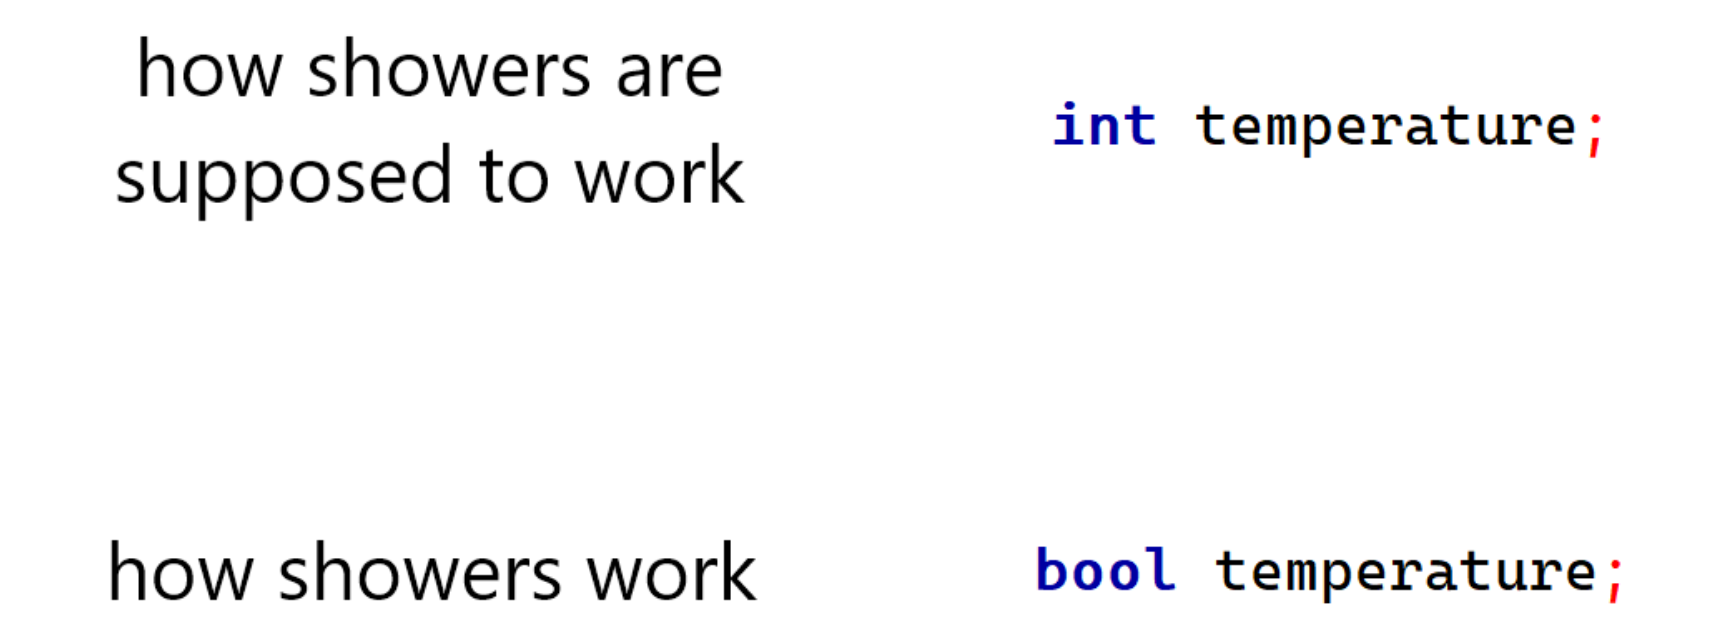 how showers are
supposed to work
int temperature;
how showers work
bool temperature;